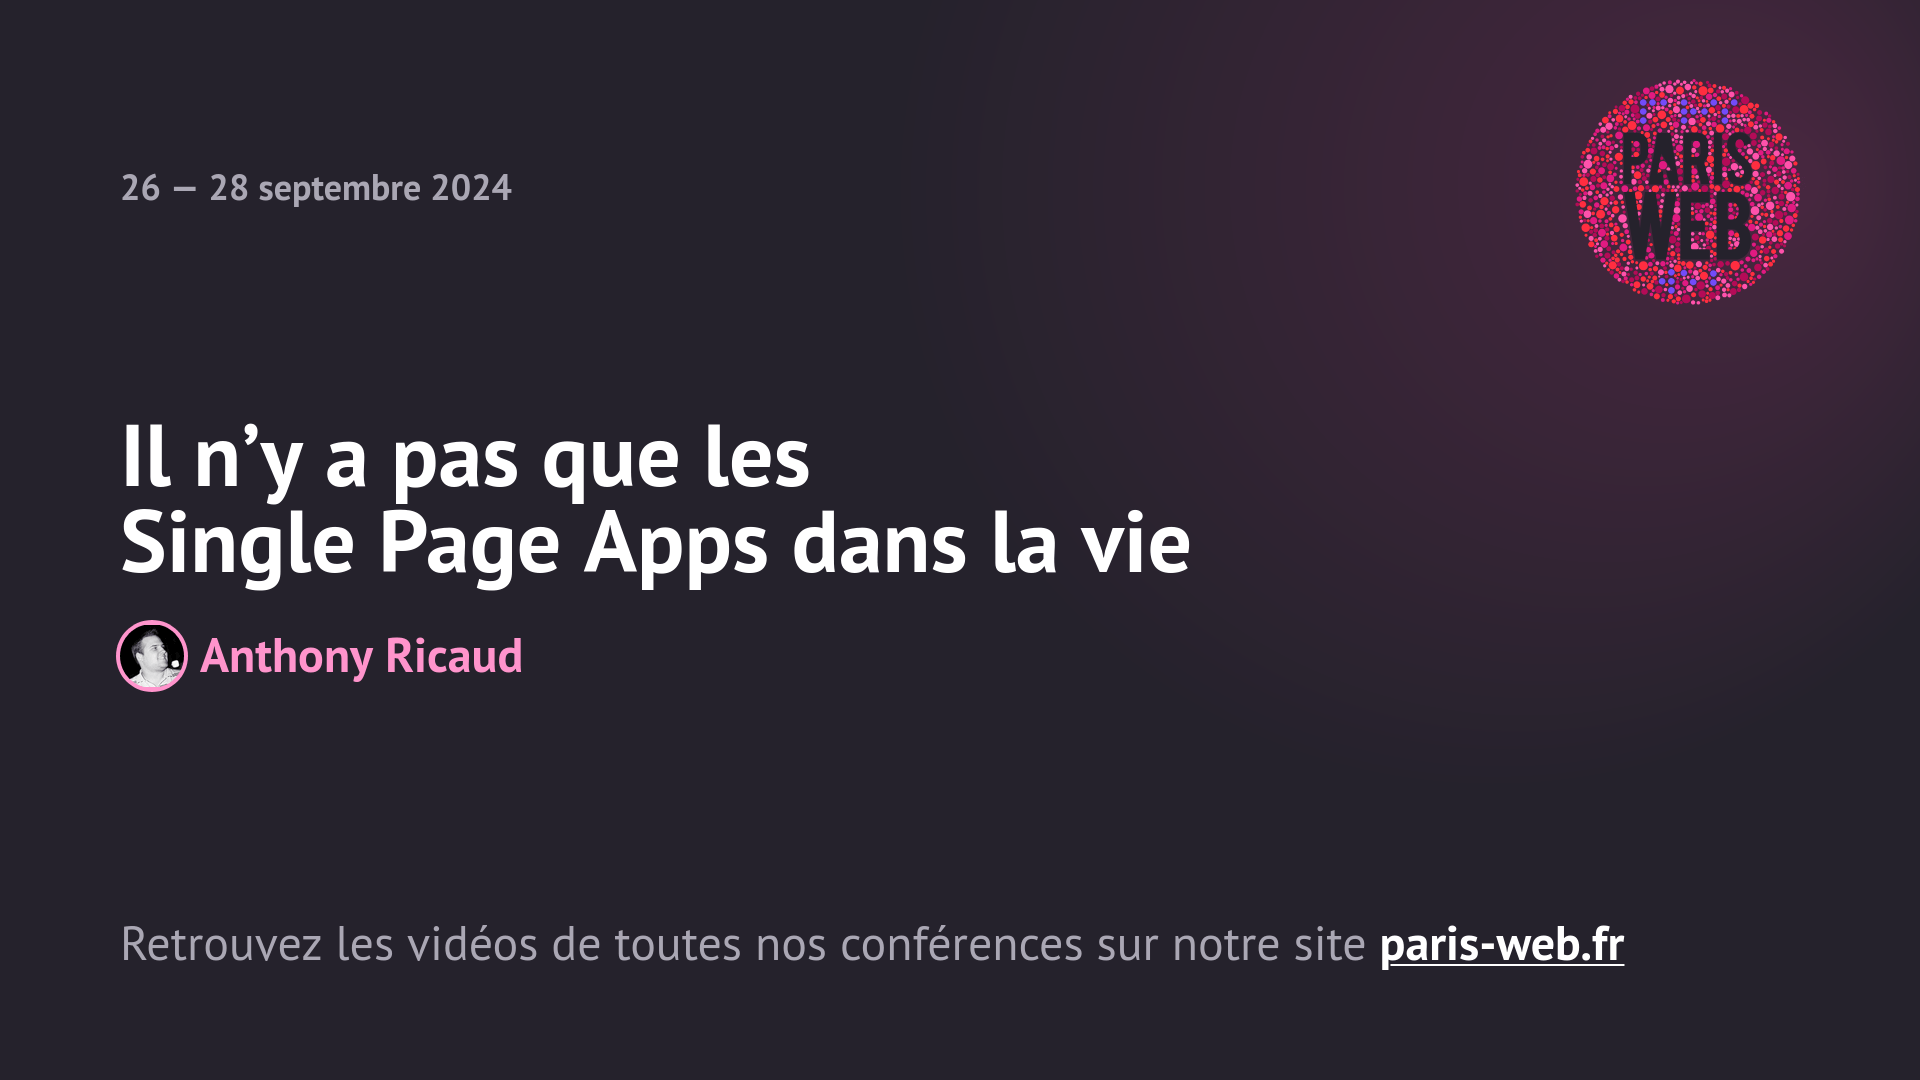 26 — 28 septembre 2024
PARIS
WEB
Il n’y a pas que les
Single Page Apps dans la vie
Anthony Ricaud
Retrouvez les vidéos de toutes nos conférences sur notre site paris-web.fr